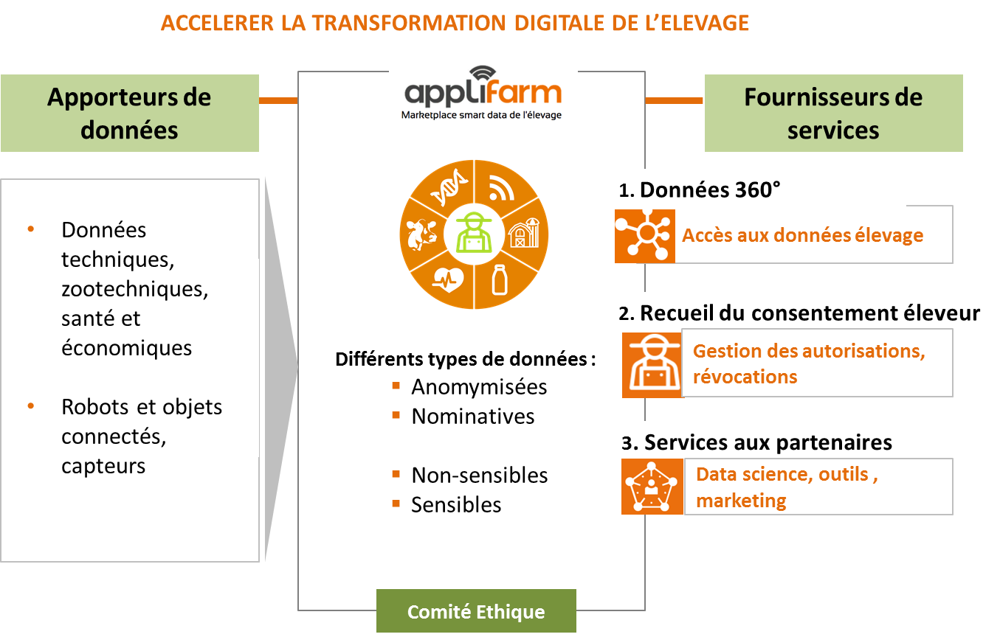 ACCELERER LA TRANSFORMATION DIGITALE DE L’ELEVAGE
Apporteurs de
données
Données
techniques,
zootechniques,
santé et
économiques
Robots et objets
connectés,
capteurs
applifarm
Marketplace smart data de l'élevage
Différents types de données :
Anomymisées
Nominatives
Non-sensibles
Sensibles
Comité Ethique
Fournisseurs de
services
1. Données 360°
Accès aux données élevage
2. Recueil du consentement éleveur
Gestion des autorisations,
révocations
3. Services aux partenaires
Data science, outils ,
marketing